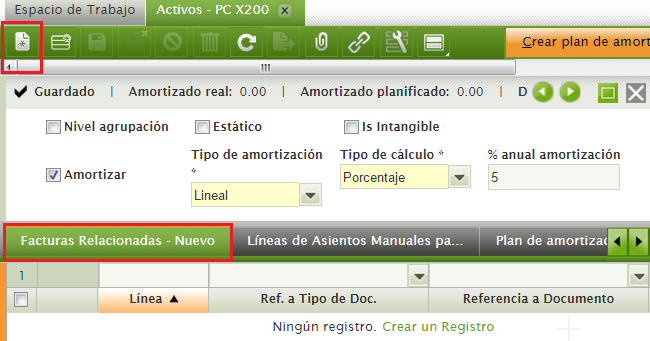 Espacio de Trabajo Activos - PC X200
Crear plan de amort
Guardado | Amortizado real: 0.00 | Amortizado planificado: 0.00 | D
Nivel agrupación Estático Is Intangible
Tipo de amortización * Tipo de cálculo * % anual amortización
Amortizar Lineal Porcentaje 5
Facturas Relacionadas - Nuevo Líneas de Asientos Manuales pa... Plan de amortizac
1
Línea ▲ Ref. a Tipo de Doc. Referencia a Documento
Ningún registro. Crear un Registro